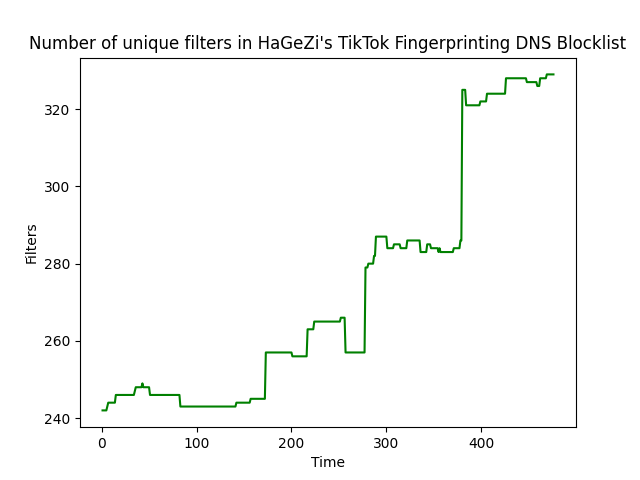 Number of unique filters in HaGeZi's TikTok Fingerprinting DNS Blocklist
320
300
280
260
240
Filters
0 100 200 300 400
Time